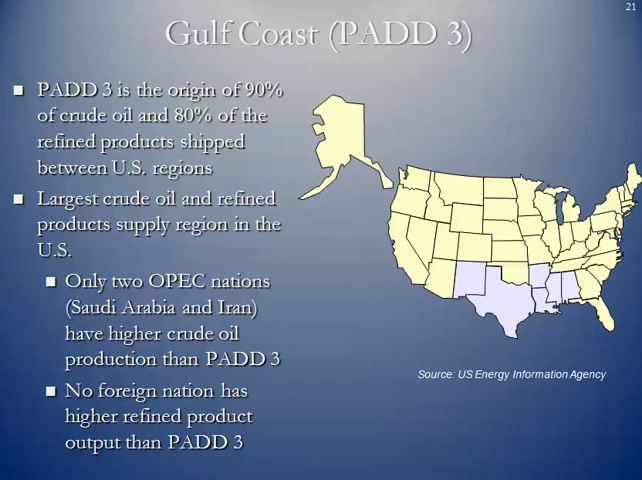 21
Gulf Coast (PADD 3)
PADD 3 is the origin of 90%
of crude oil and 80% of the
refined products shipped
between U.S. regions
Largest crude oil and refined
products supply region in the
U.S.
Only two OPEC nations
(Saudi Arabia and Iran)
have higher crude oil
production than PADD 3
No foreign nation has
higher refined product
output than PADD 3
Source: US Energy Information Agency